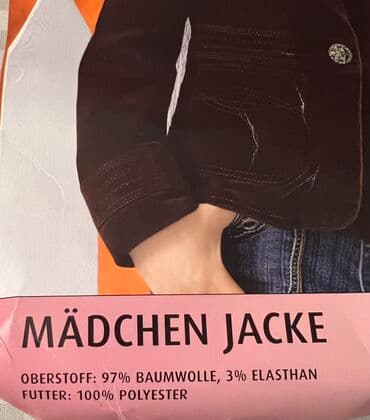 MÄDCHEN JACKE
OBERSTOFF: 97% BAUMWOLLE, 3% ELASTHAN
FUTTER: 100% POLYESTER